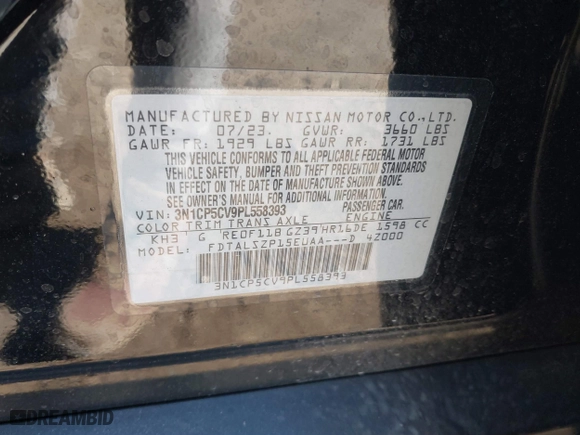 MANUFACTURED BY NISSAN MOTOR CO.,LTD.
DATE: 07/23. GVWR: 3660 LBS
GAWR FR: 1929 LBS GAWR RR: 1731 LBS
THIS VEHICLE CONFORMS TO ALL APPLICABLE FEDERAL MOTOR
VEHICLE SAFETY, BUMPER AND THEFT PREVENTION STANDARDS
IN EFFECT ON THE DATE OF MANUFACTURE SHOWN ABOVE. SEE
OWNER'S MANUAL FOR ADDITIONAL INFORMATION.
VIN: 3N1CP5CV9PL558393 PASSENGER CAR.
COLOR TRIM TRANS AXLE ENGINE
KH3 G RE0F11B GZ39 HR16DE 1598 CC
MODEL: FDTALSZP15EUAA---D 42000
3N1CP5CV9PL558393
DREAMBID